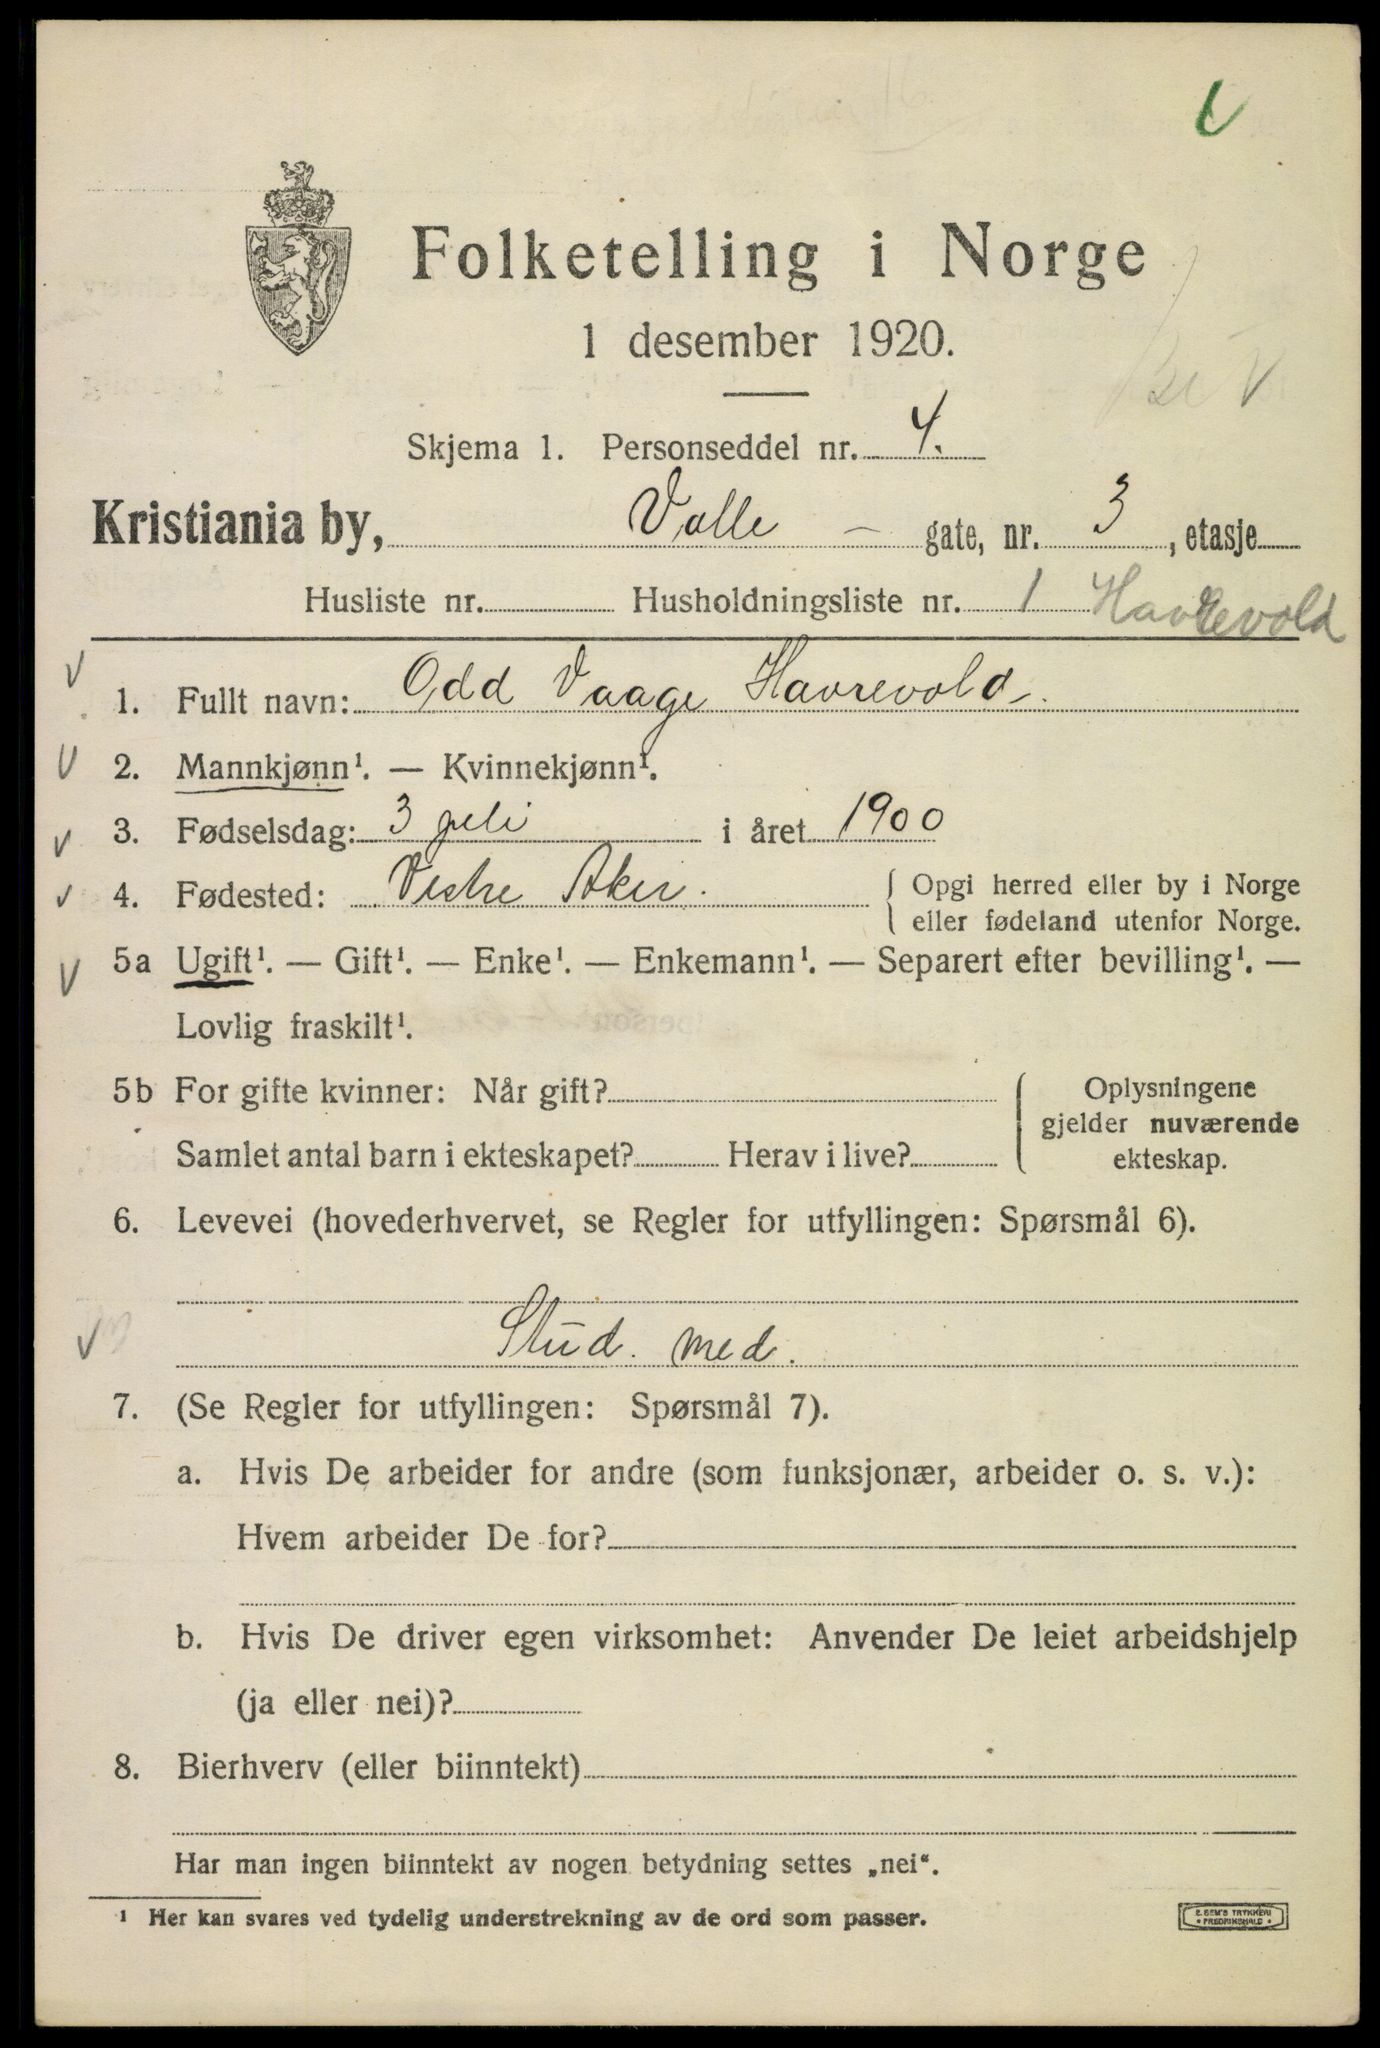 Folketelling i Norge
1 desember 1920.
Skjema 1. Personseddel nr. 4.
Kristiania by, Valle - gate, nr. 3, etasje
Husliste nr. Husholdningsliste nr. 1 Havrevold
1. Fullt navn: Odd Vaage Havrevold.
2. Mannkjønn¹. — Kvinnekjønn¹.
3. Fødselsdag: 3 juli i året 1900
4. Fødested: Vestre Aker. { Opgi herred eller by i Norge
eller fødeland utenfor Norge.
5a Ugift¹. — Gift¹. — Enke¹. — Enkemann¹. — Separert efter bevilling¹. —
Lovlig fraskilt¹.
5b For gifte kvinner: Når gift?
Samlet antal barn i ekteskapet? Herav i live?
Oplysningene
gjelder nuværende
ekteskap.
6. Levevei (hovederhvervet, se Regler for utfyllingen: Spørsmål 6).
Stud. med.
7. (Se Regler for utfyllingen: Spørsmål 7).
a. Hvis De arbeider for andre (som funksjonær, arbeider o. s. v.):
Hvem arbeider De for?
b. Hvis De driver egen virksomhet: Anvender De leiet arbeidshjelp
(ja eller nei)?
8. Bierhverv (eller biinntekt)
Har man ingen biinntekt av nogen betydning settes „nei“.
¹ Her kan svares ved tydelig understrekning av de ord som passer.
E. SEM'S TRYKKERI
* FREDRIKSHALD *